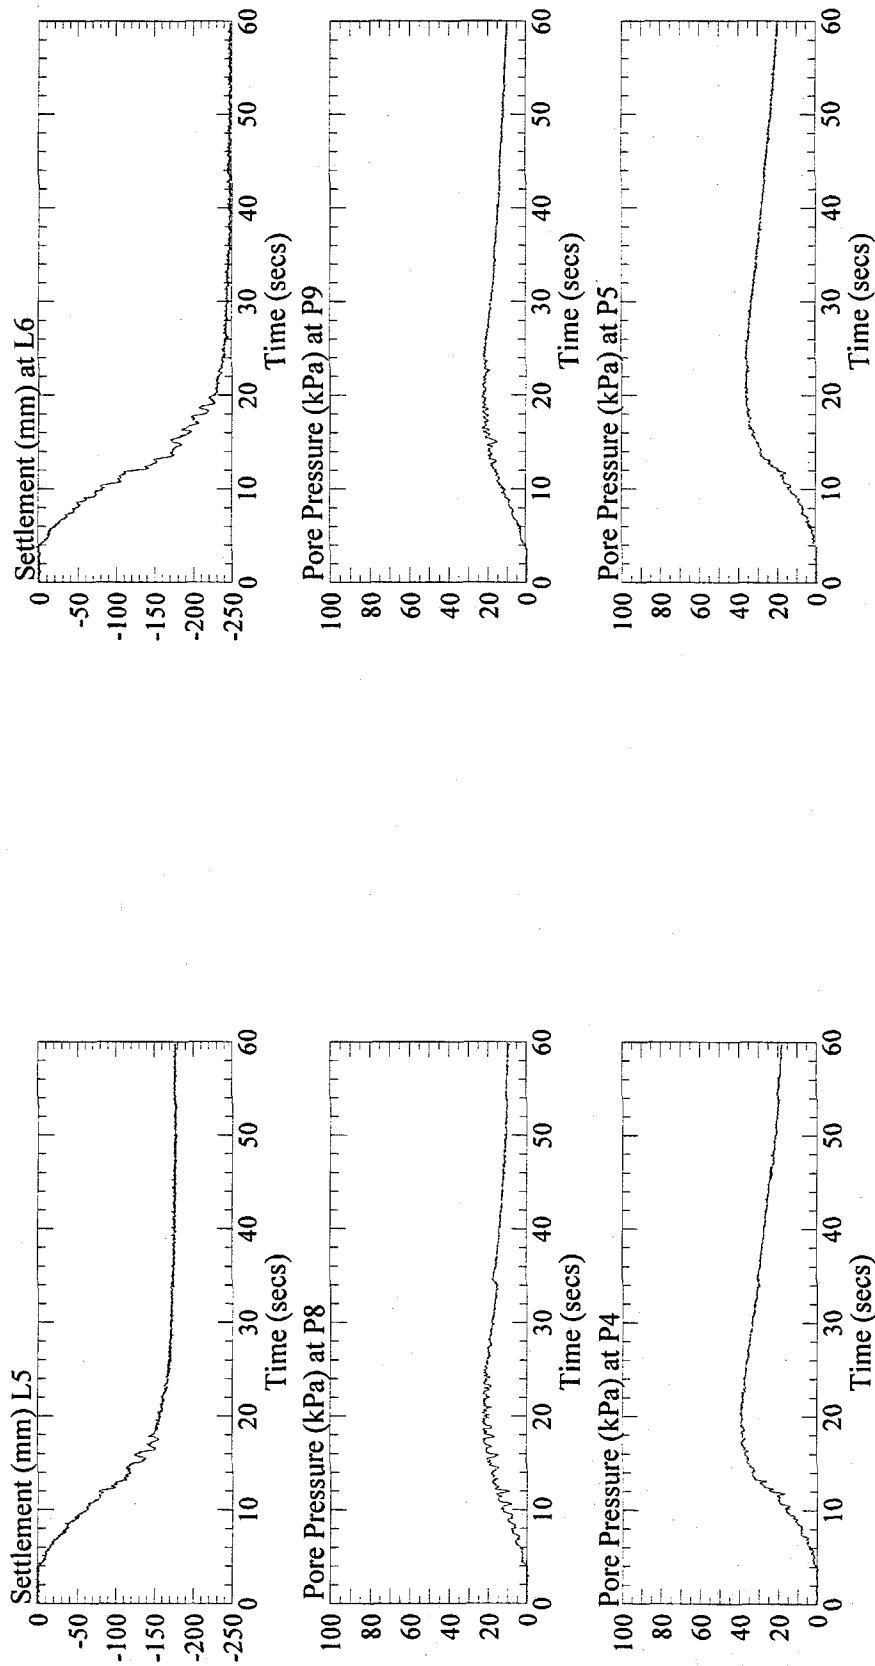 Settlement (mm) L5
0
-50
-100
-150
-200
-250
0 10 20 30 40 50 60
Time (secs)
Pore Pressure (kPa) at P8
100
80
60
40
20
0
0 10 20 30 40 50 60
Time (secs)
Pore Pressure (kPa) at P4
100
80
60
40
20
0
0 10 20 30 40 50 60
Time (secs)
Settlement (mm) at L6
0
-50
-100
-150
-200
-250
0 10 20 30 40 50 60
Time (secs)
Pore Pressure (kPa) at P9
100
80
60
40
20
0
0 10 20 30 40 50 60
Time (secs)
Pore Pressure (kPa) at P5
100
80
60
40
20
0
0 10 20 30 40 50 60
Time (secs)